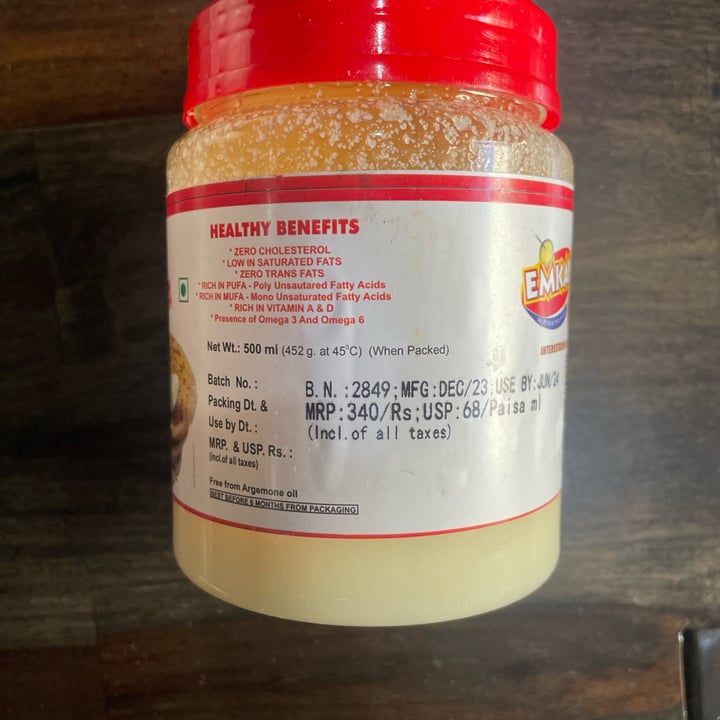 HEALTHY BENEFITS
* ZERO CHOLESTEROL
* LOW IN SATURATED FATS
* ZERO TRANS FATS
* RICH IN PUFA - Poly Unsautared Fatty Acids
* RICH IN MUFA - Mono Unsaturated Fatty Acids
* RICH IN VITAMIN A & D
* Presence of Omega 3 And Omega 6
EMKA
Net Wt.: 500 ml (452 g. at 45°C) (When Packed)
Batch No. : B.N. :2849;MFG:DEC/23,USE BY:JUN/24
Packing Dt. & MRP:340/Rs;USP:68/Paisa ml
Use by Dt. : (Incl.of all taxes)
MRP. & USP. Rs. :
(incl.of all taxes)
Free from Argemone oil
BEST BEFORE 6 MONTHS FROM PACKAGING